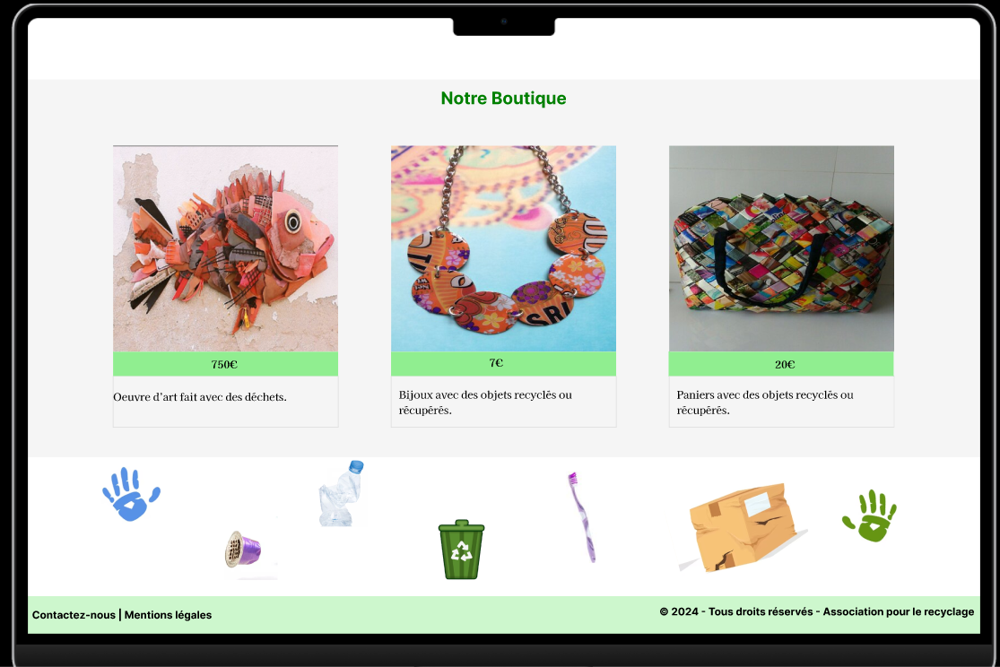 Notre Boutique
750€
7€
20€
Oeuvre d'art fait avec des déchets.
Bijoux avec des objets recyclés ou
récupérés.
Paniers avec des objets recyclés ou
récupérés.
Contactez-nous | Mentions légales
© 2024 - Tous droits réservés - Association pour le recyclage